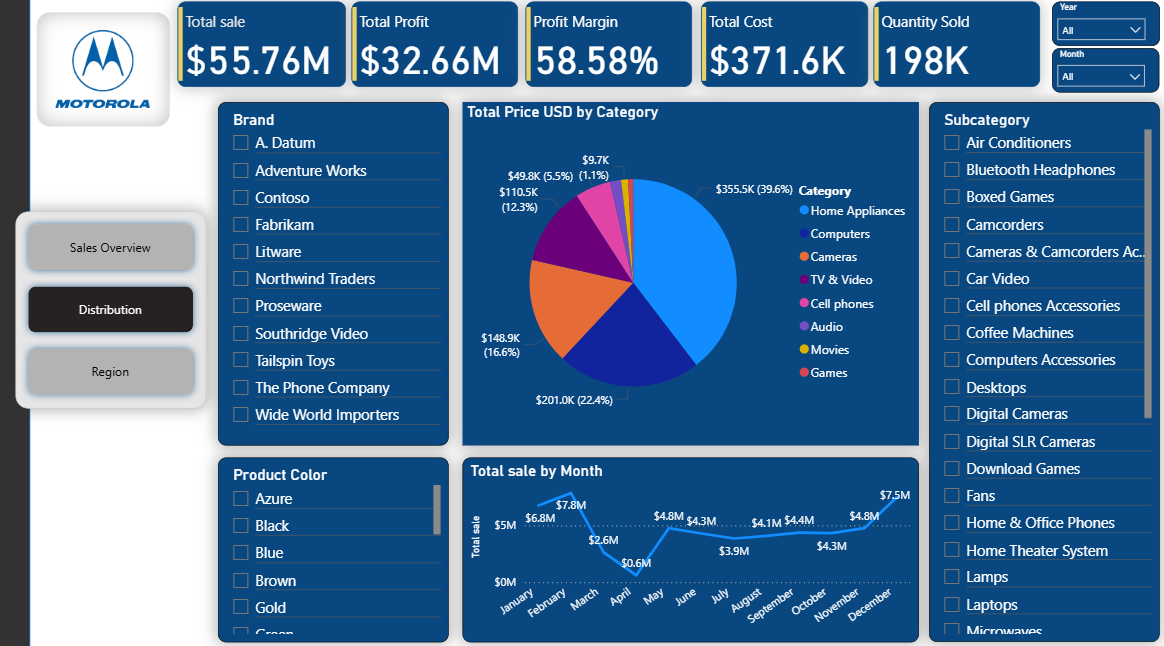 MOTOROLA
Total sale
$55.76M
Total Profit
$32.66M
Profit Margin
58.58%
Total Cost
$371.6K
Quantity Sold
198K
Year
All
Month
All
Sales Overview
Distribution
Region
Brand
A. Datum
Adventure Works
Contoso
Fabrikam
Litware
Northwind Traders
Proseware
Southridge Video
Tailspin Toys
The Phone Company
Wide World Importers
Total Price USD by Category
$9.7K
(1.1%)
$49.8K (5.5%)
$110.5K
(12.3%)
$355.5K (39.6%)
$148.9K
(16.6%)
$201.0K (22.4%)
Category
Home Appliances
Computers
Cameras
TV & Video
Cell phones
Audio
Movies
Games
Subcategory
Air Conditioners
Bluetooth Headphones
Boxed Games
Camcorders
Cameras & Camcorders Ac..
Car Video
Cell phones Accessories
Coffee Machines
Computers Accessories
Desktops
Digital Cameras
Digital SLR Cameras
Download Games
Fans
Home & Office Phones
Home Theater System
Lamps
Laptops
Microwaves
Product Color
Azure
Black
Blue
Brown
Gold
Green
Total sale by Month
Total sale
$5M
$0M
$6.8M
$7.8M
$2.6M
$0.6M
$4.8M
$4.3M
$3.9M
$4.1M
$4.4M
$4.3M
$4.8M
$7.5M
January
February
March
April
May
June
July
August
September
October
November
December